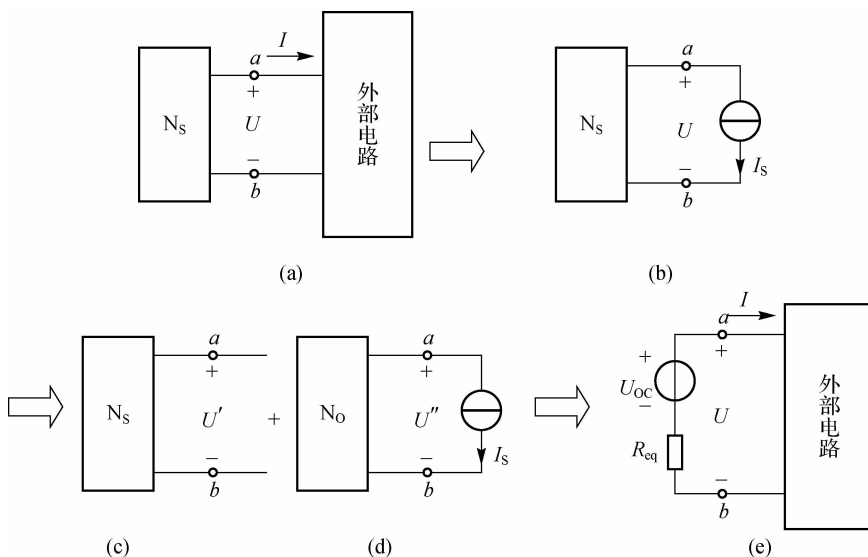 I
a
+
N_S
U
外部电路
−
b
(a)
a
+
N_S
U
−
I_S
b
(b)
a
+
N_S
U′
−
b
(c)
+
a
+
N_O
U″
−
I_S
b
(d)
I
a
+
+
U_OC
−
U
外部电路
R_eq
−
b
(e)